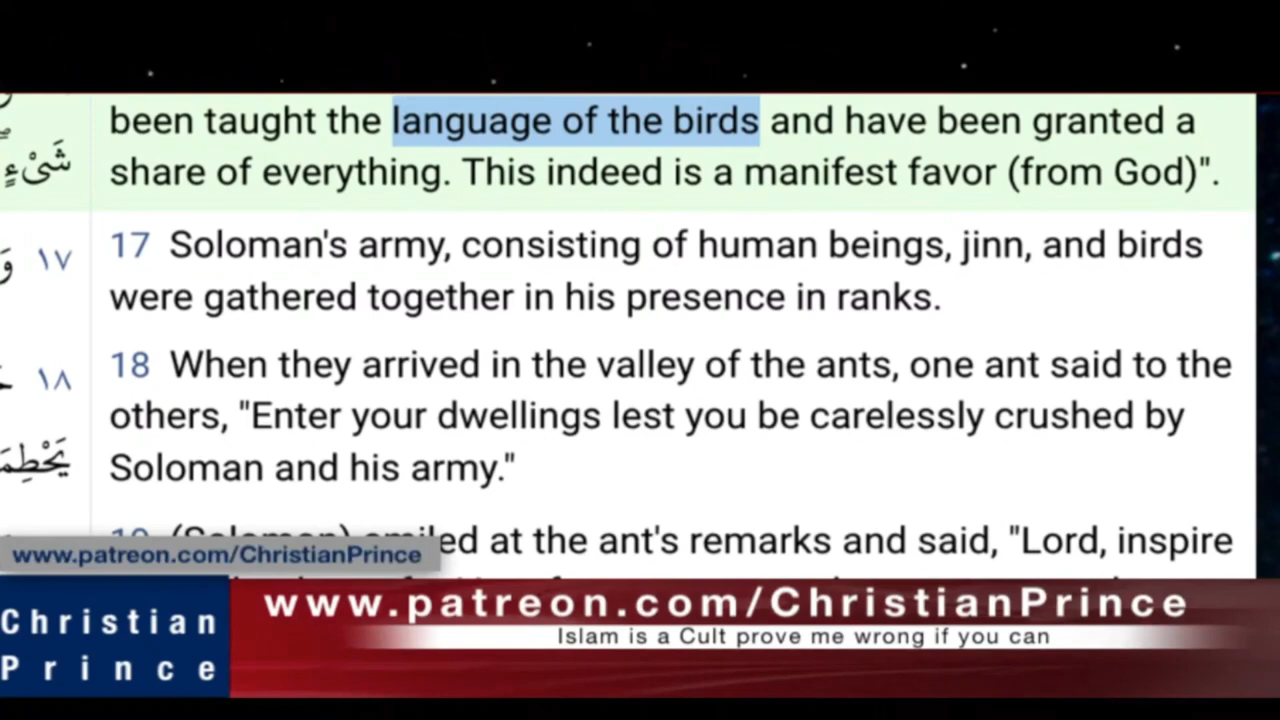 been taught the language of the birds and have been granted a
share of everything. This indeed is a manifest favor (from God)".
شَيْءٍ
17 Soloman's army, consisting of human beings, jinn, and birds
١٧
were gathered together in his presence in ranks.
18 When they arrived in the valley of the ants, one ant said to the
١٨
others, "Enter your dwellings lest you be carelessly crushed by
Soloman and his army."
smiled at the ant's remarks and said, "Lord, inspire
www.patreon.com/ChristianPrince
www.patreon.com/ChristianPrince
Christian
Prince
Islam is a Cult prove me wrong if you can